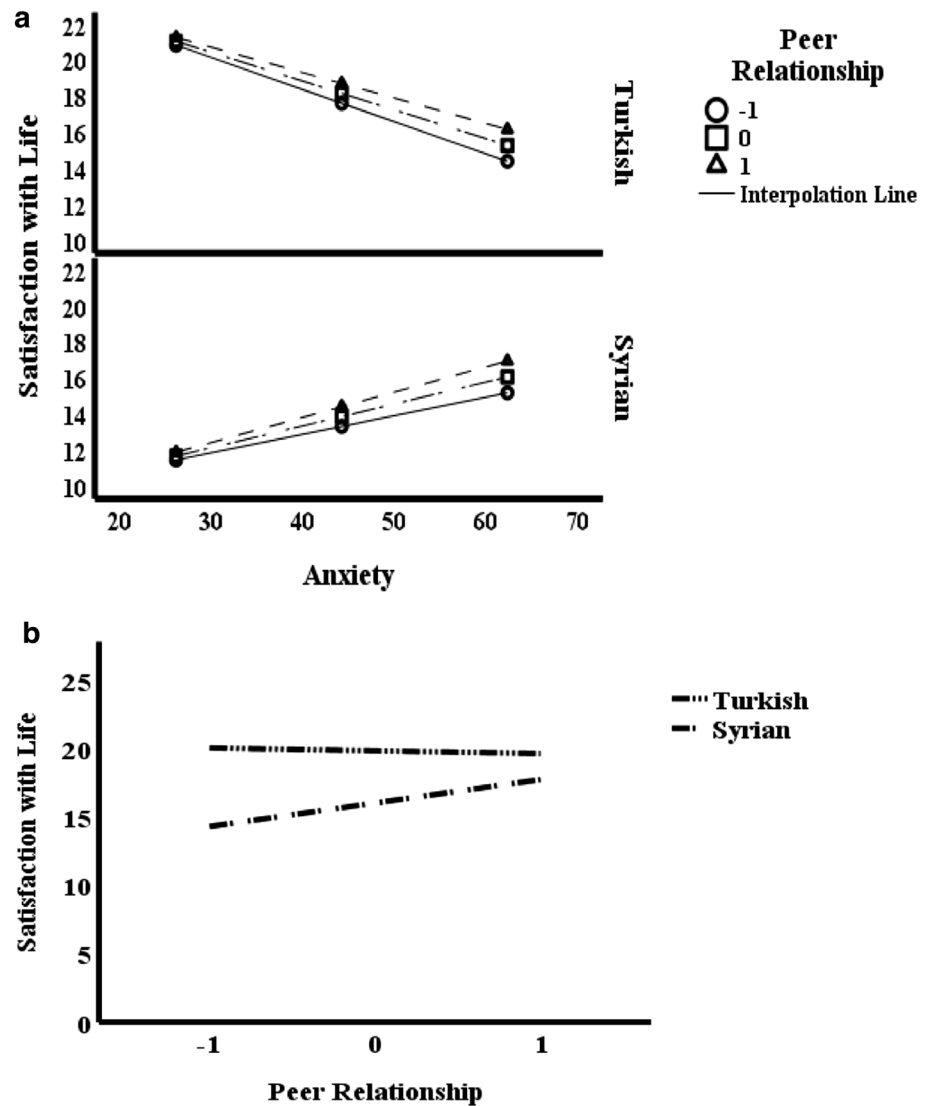 a
Satisfaction with Life
22
20
18
16
14
12
10
Turkish
22
20
18
16
14
12
10
Syrian
20 30 40 50 60 70
Anxiety
Peer
Relationship
-1
0
1
Interpolation Line
b
Satisfaction with Life
25
20
15
10
5
0
-1 0 1
Peer Relationship
Turkish
Syrian